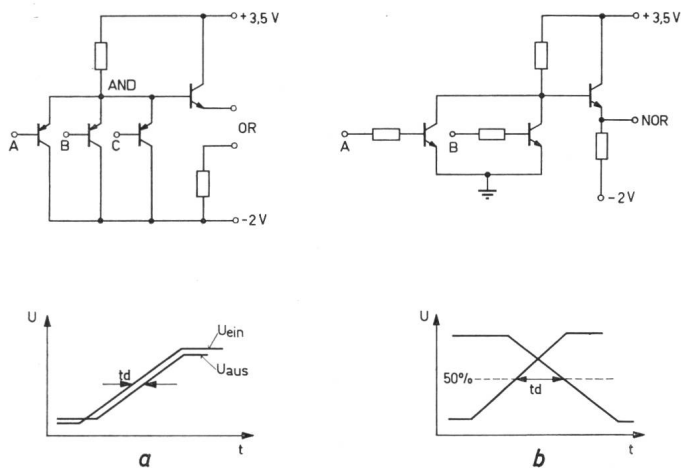 +3,5 V
AND
A
B
C
OR
-2 V
+3,5 V
A
B
NOR
-2 V
U
Uein
Uaus
td
t
a
U
50%
td
t
b